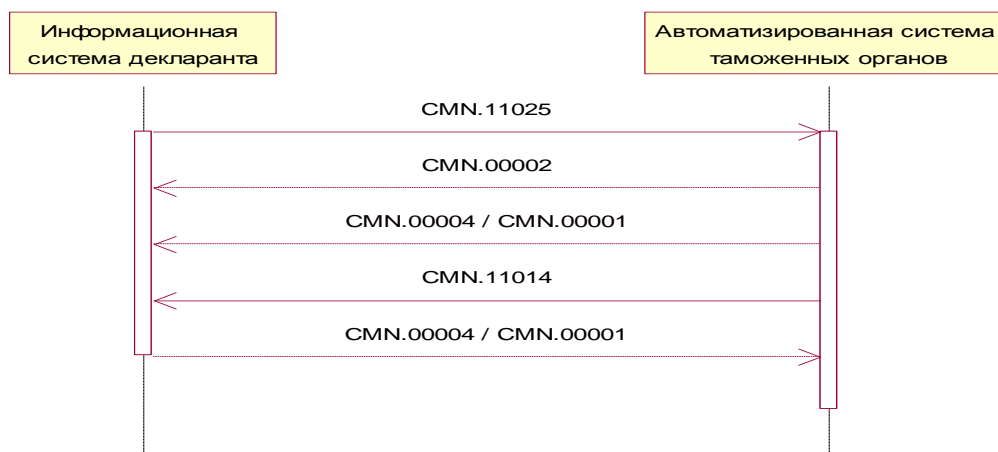 Информационная
система декларанта
Автоматизированная система
таможенных органов
CMN.11025
CMN.00002
CMN.00004 / CMN.00001
CMN.11014
CMN.00004 / CMN.00001